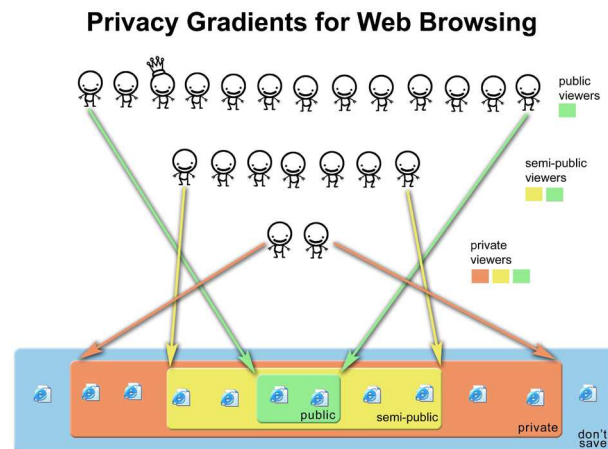 Privacy Gradients for Web Browsing
public
viewers
semi-public
viewers
private
viewers
public
semi-public
private
don't
save